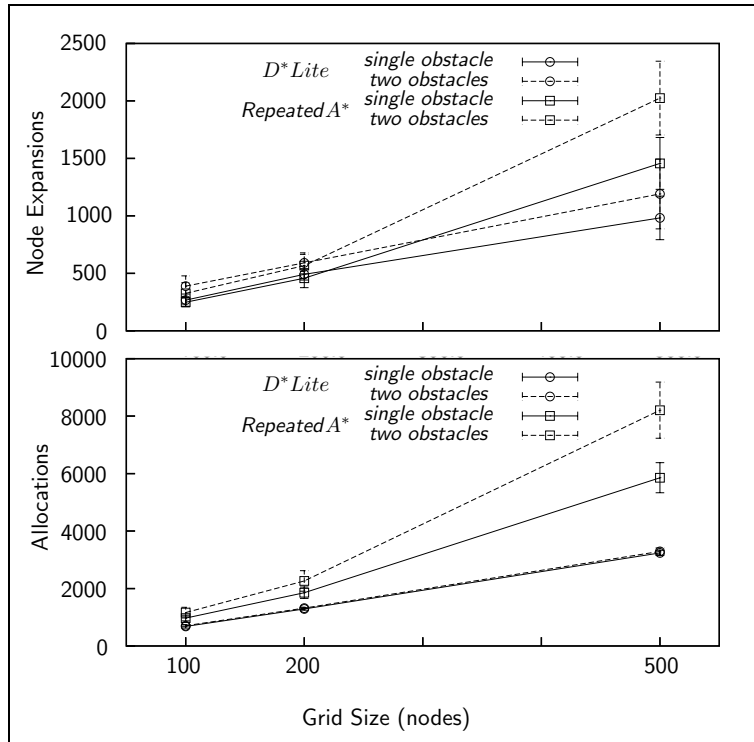 2500
2000
1500
1000
500
0
Node Expansions
D*Lite
single obstacle
two obstacles
Repeated A*
single obstacle
two obstacles
10000
8000
6000
4000
2000
0
Allocations
D*Lite
single obstacle
two obstacles
Repeated A*
single obstacle
two obstacles
100 200 500
Grid Size (nodes)